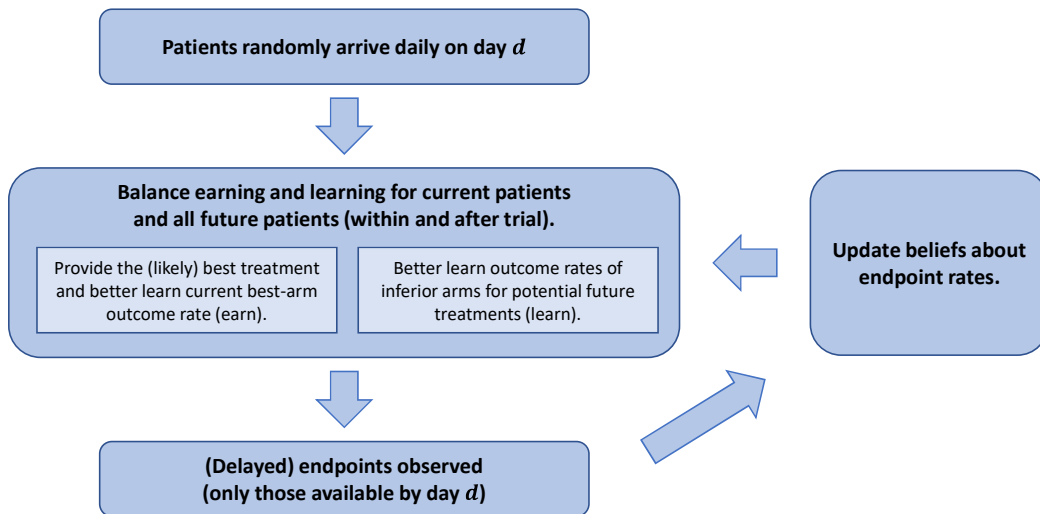 Patients randomly arrive daily on day d
Balance earning and learning for current patients
and all future patients (within and after trial).
Provide the (likely) best treatment
and better learn current best-arm
outcome rate (earn).
Better learn outcome rates of
inferior arms for potential future
treatments (learn).
Update beliefs about
endpoint rates.
(Delayed) endpoints observed
(only those available by day d)